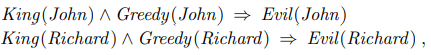 King(John) ∧ Greedy(John) ⇒ Evil(John)
King(Richard) ∧ Greedy(Richard) ⇒ Evil(Richard) ,